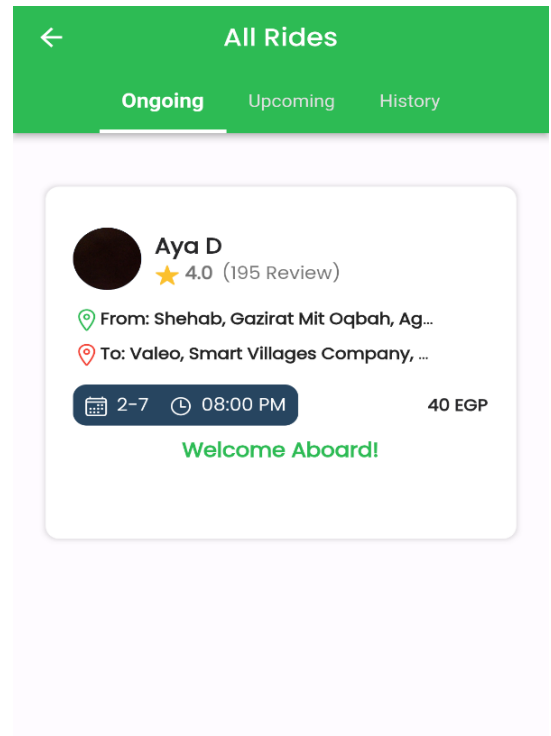 All Rides
Ongoing Upcoming History
Aya D
4.0 (195 Review)
From: Shehab, Gazirat Mit Oqbah, Ag...
To: Valeo, Smart Villages Company, ...
2-7 08:00 PM 40 EGP
Welcome Aboard!